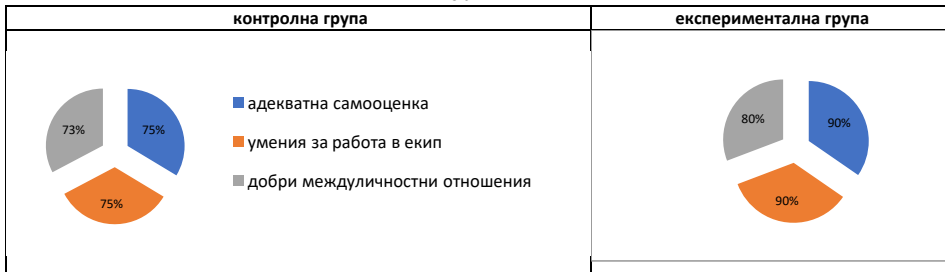 контролна група
експериментална група
73%
75%
75%
адекватна самооценка
умения за работа в екип
добри междуличностни отношения
80%
90%
90%